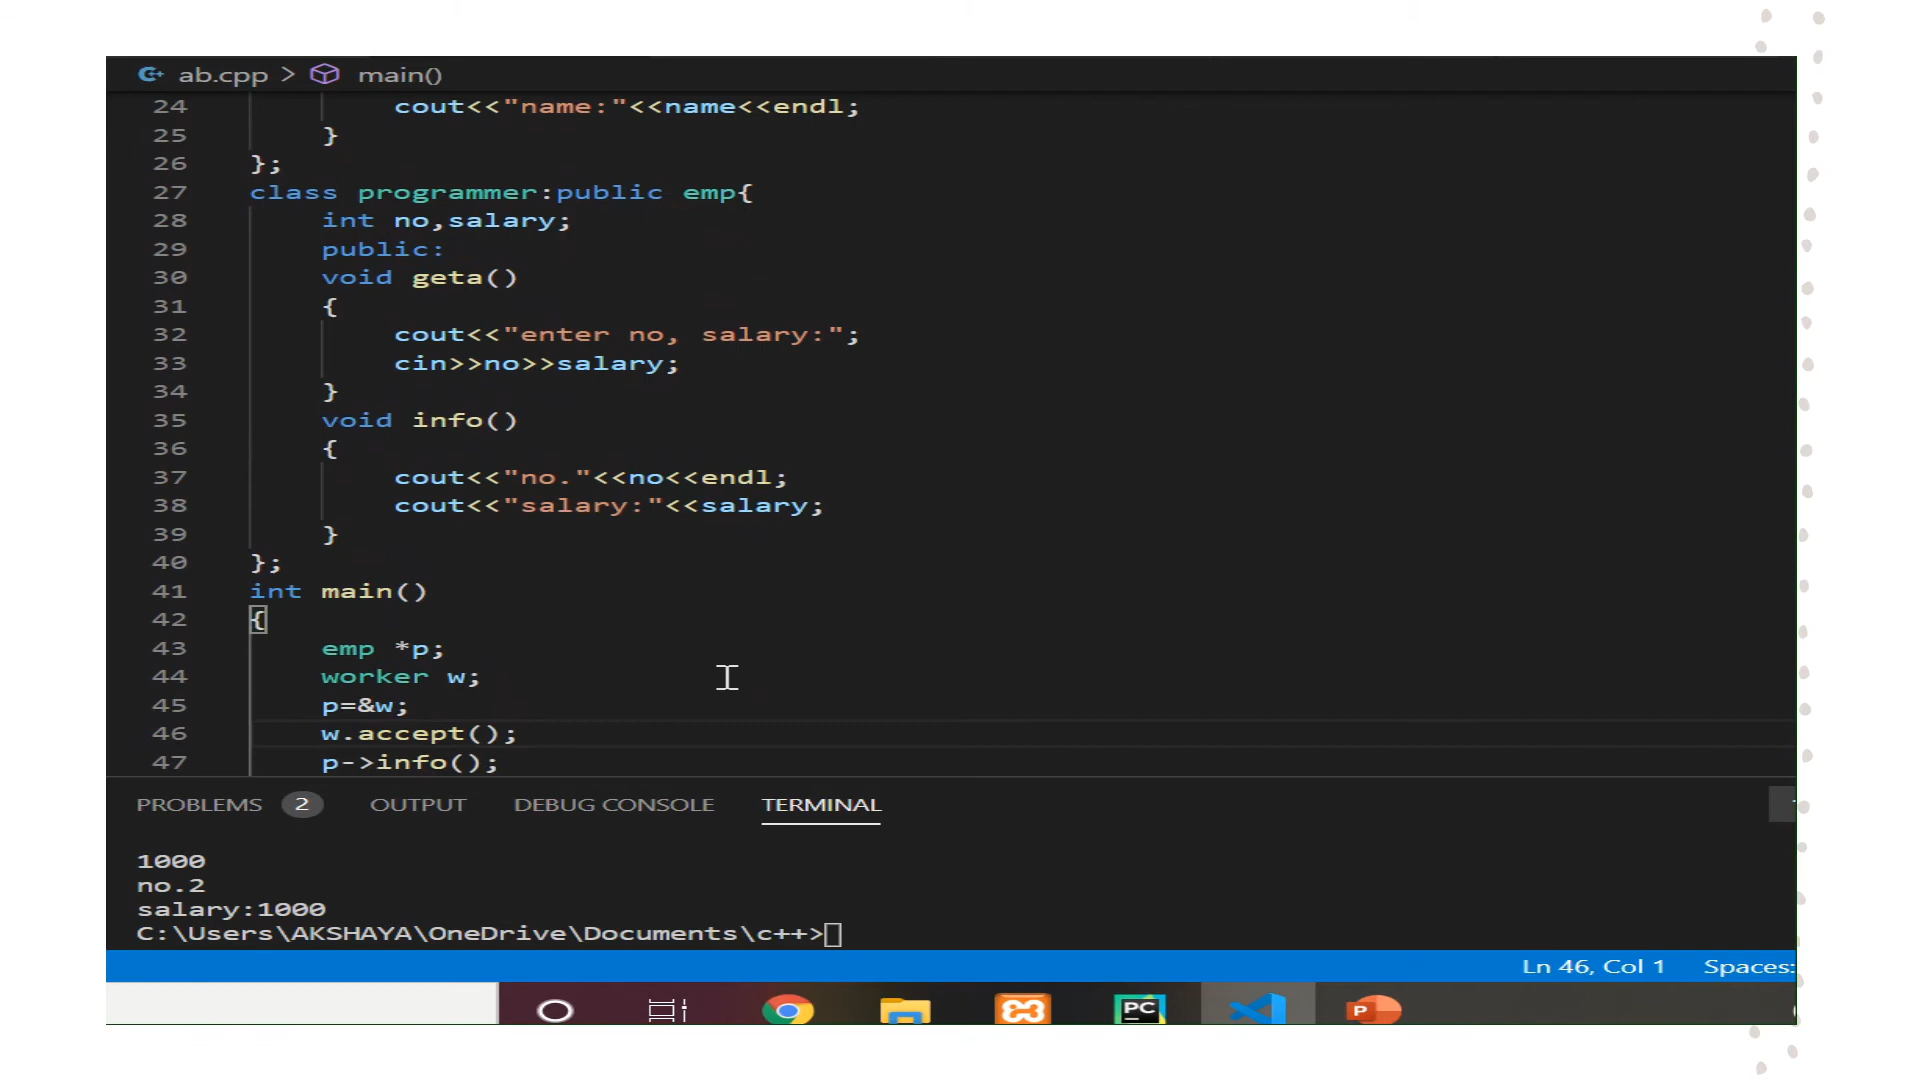 ab.cpp > main()
24 cout<<"name:"<<name<<endl;
25 }
26 };
27 class programmer:public emp{
28 int no,salary;
29 public:
30 void geta()
31 {
32 cout<<"enter no, salary:";
33 cin>>no>>salary;
34 }
35 void info()
36 {
37 cout<<"no."<<no<<endl;
38 cout<<"salary:"<<salary;
39 }
40 };
41 int main()
42 {
43 emp *p;
44 worker w;
45 p=&w;
46 w.accept();
47 p->info();
PROBLEMS 2 OUTPUT DEBUG CONSOLE TERMINAL
1000
no.2
salary:1000
C:\Users\AKSHAYA\OneDrive\Documents\c++>
Ln 46, Col 1 Spaces:
PC P